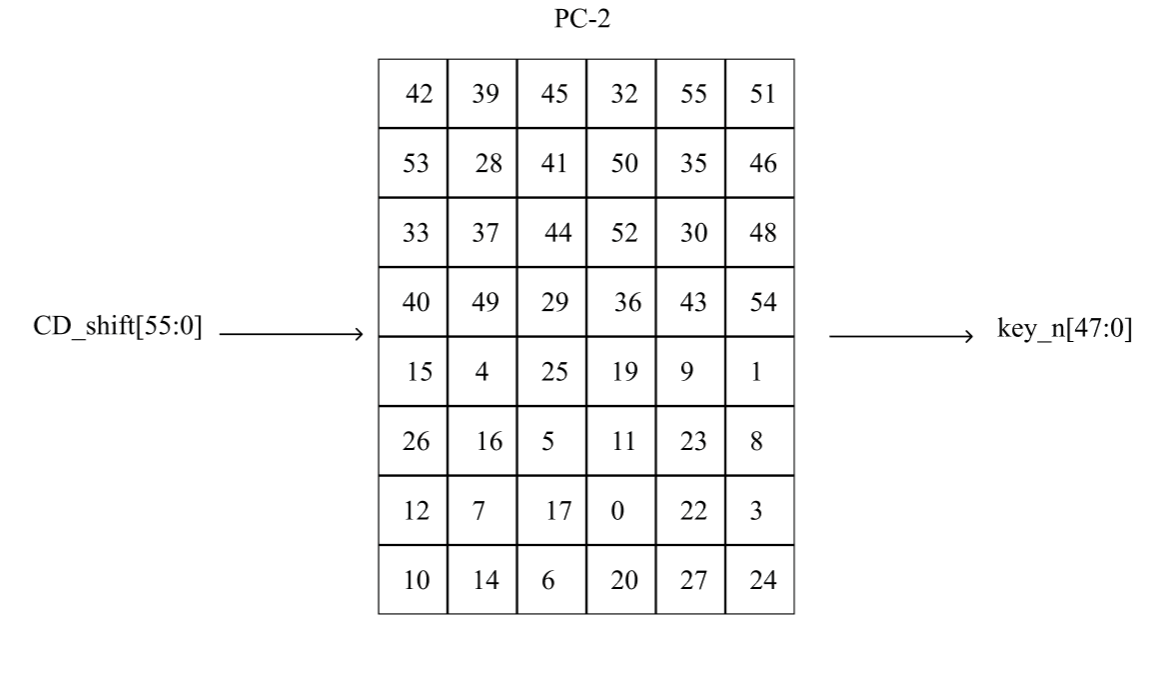 PC-2
42 39 45 32 55 51
53 28 41 50 35 46
33 37 44 52 30 48
CD_shift[55:0]
40 49 29 36 43 54
key_n[47:0]
15 4 25 19 9 1
26 16 5 11 23 8
12 7 17 0 22 3
10 14 6 20 27 24